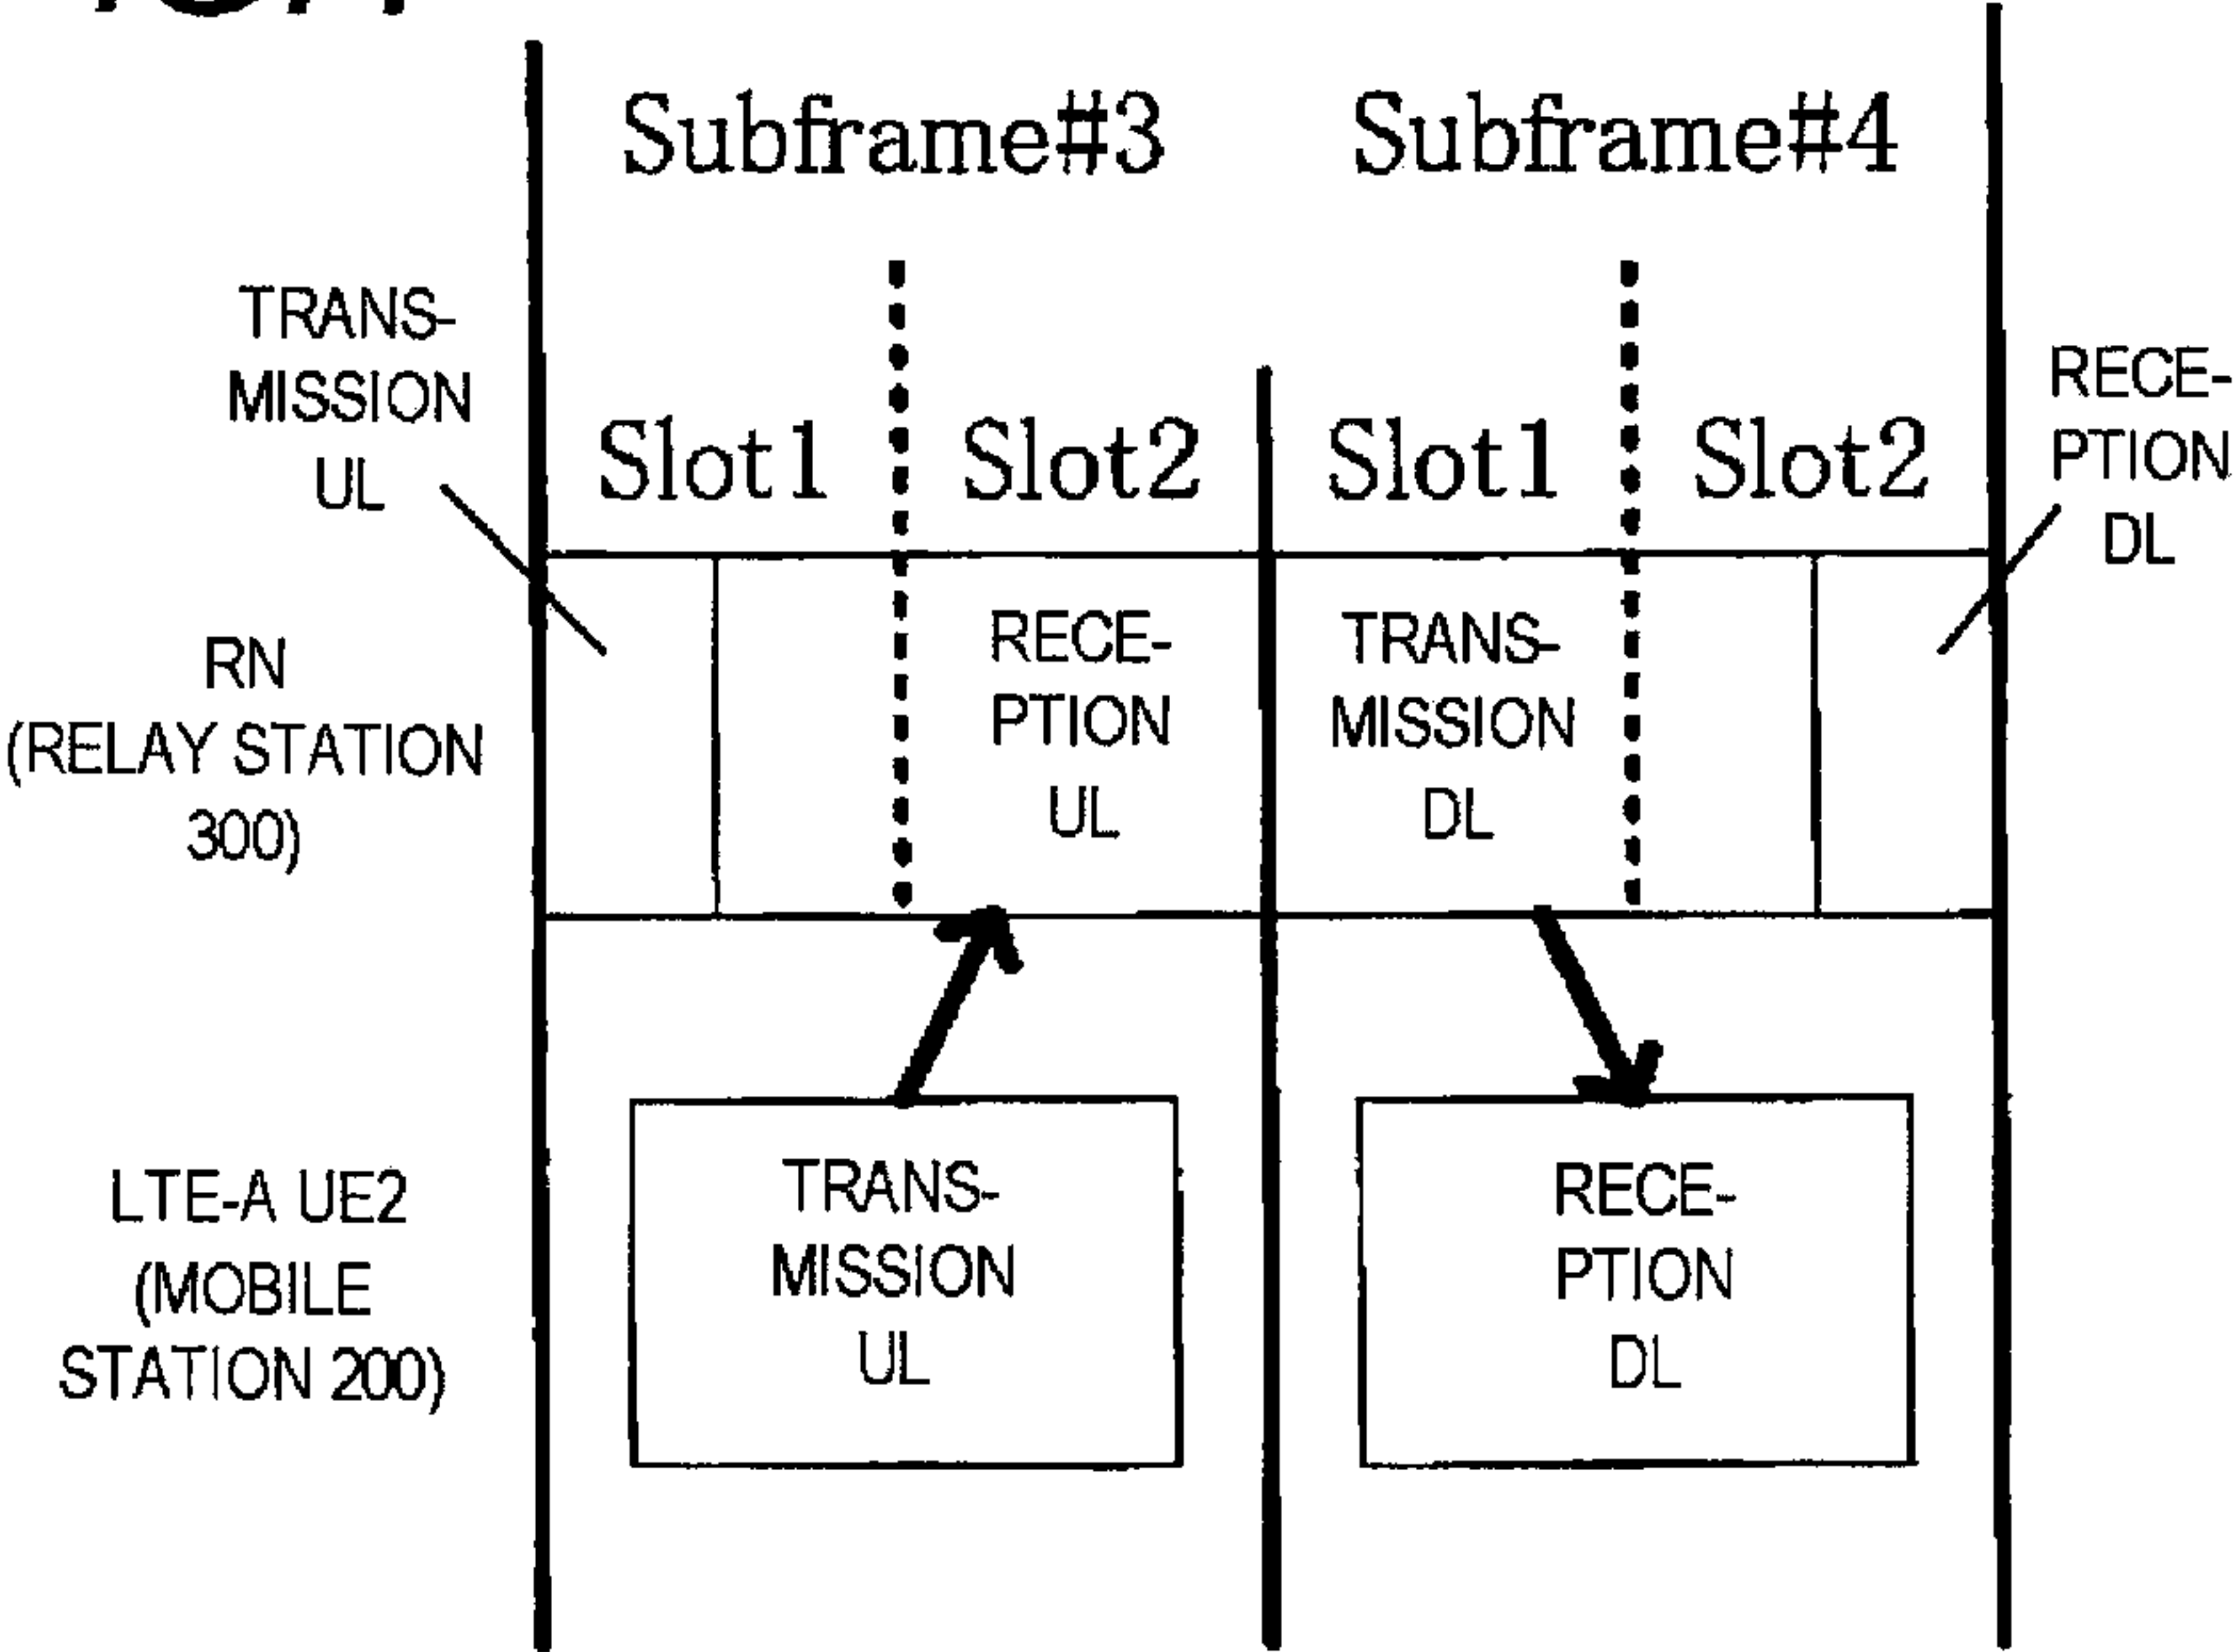 Subframe#3 Subframe#4
TRANS-
MISSION
UL
RECE-
PTION
DL
Slot1 Slot2 Slot1 Slot2
RN
(RELAY STATION
300)
RECE-
PTION
UL
TRANS-
MISSION
DL
LTE-A UE2
(MOBILE
STATION 200)
TRANS-
MISSION
UL
RECE-
PTION
DL